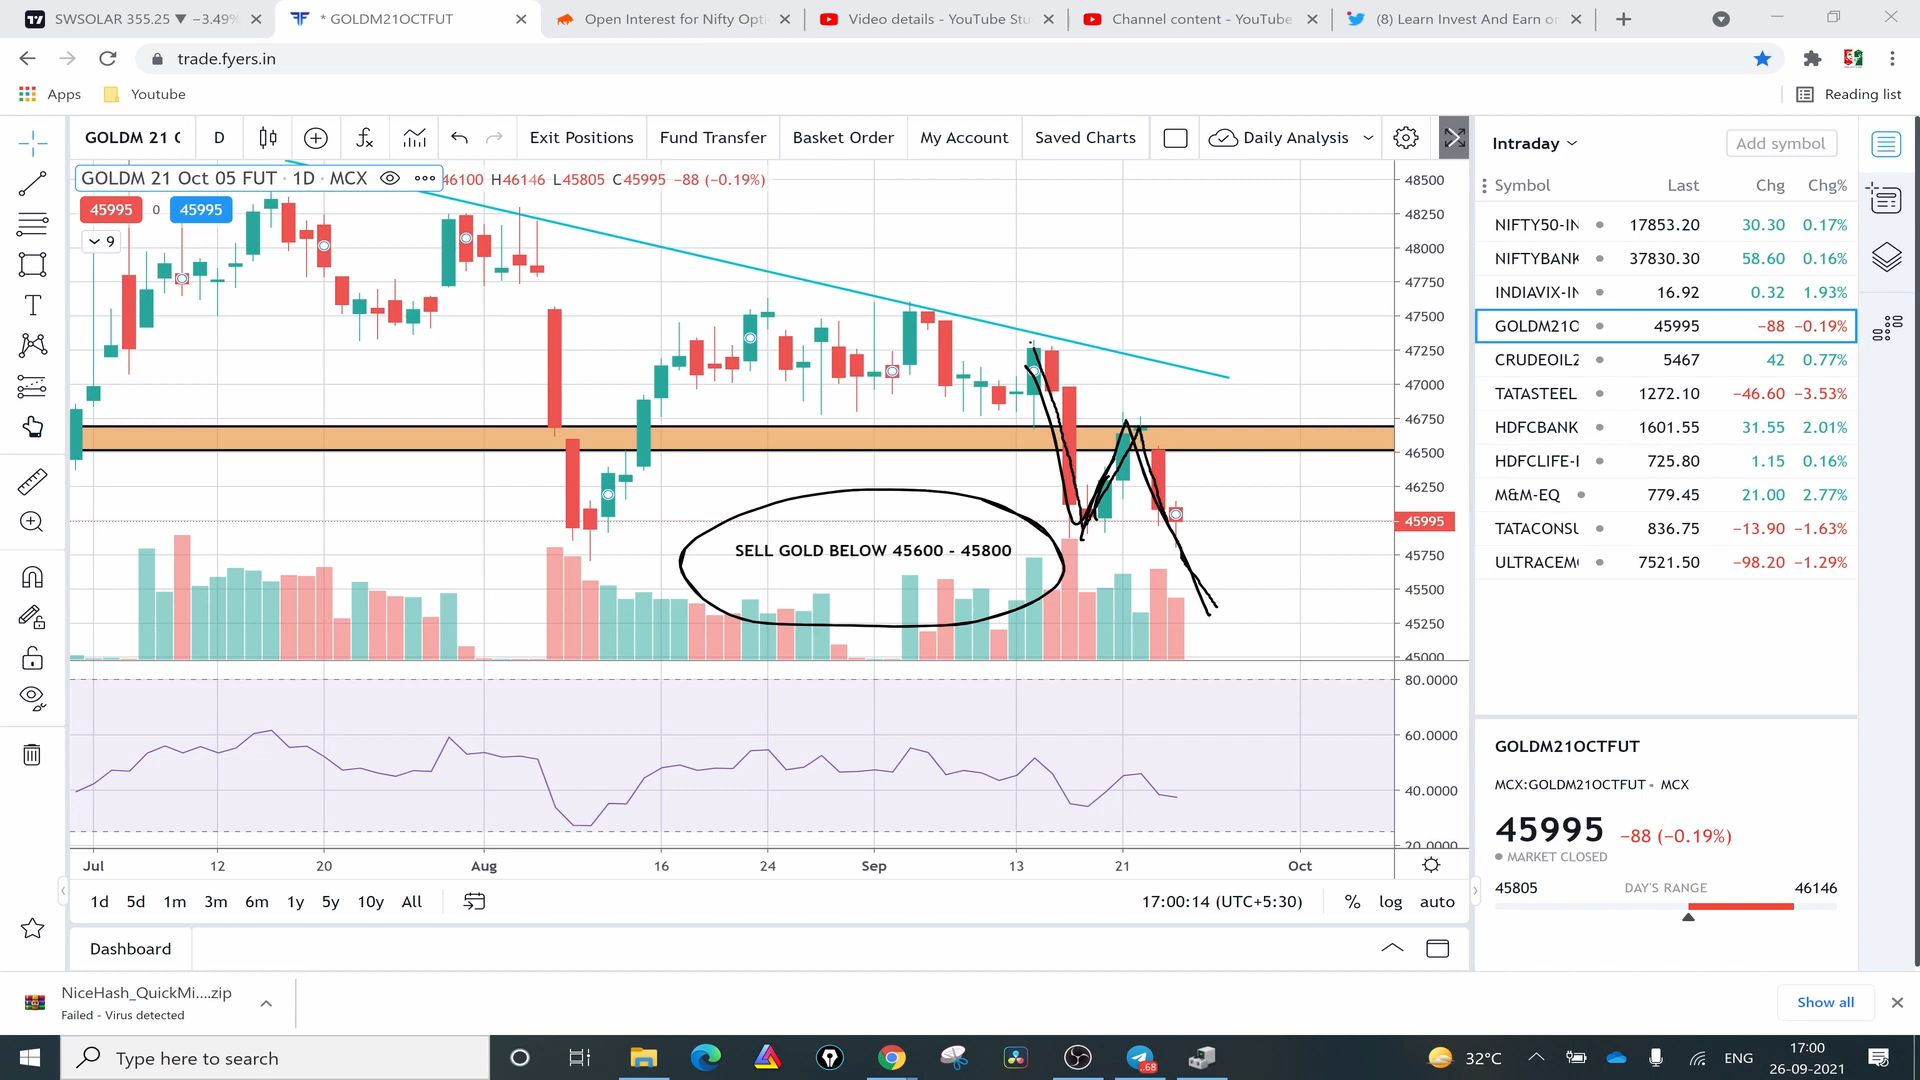 SWSOLAR 355.25 ▼ −3.49%
* GOLDM21OCTFUT
Open Interest for Nifty Opti
Video details - YouTube Stu
Channel content - YouTube
(8) Learn Invest And Earn or
trade.fyers.in
Apps
Youtube
Reading list
GOLDM 21 O
D
Exit Positions
Fund Transfer
Basket Order
My Account
Saved Charts
Daily Analysis
GOLDM 21 Oct 05 FUT · 1D · MCX
46100 H46146 L45805 C45995 −88 (−0.19%)
45995
0
45995
9
48500
48250
48000
47750
47500
47250
47000
46750
46500
46250
45995
45750
45500
45250
45000
SELL GOLD BELOW 45600 - 45800
80.0000
60.0000
40.0000
20.0000
Jul 12 20 Aug 16 24 Sep 13 21 Oct
1d 5d 1m 3m 6m 1y 5y 10y All
17:00:14 (UTC+5:30)
% log auto
Dashboard
Intraday
Add symbol
Symbol Last Chg Chg%
NIFTY50-IN 17853.20 30.30 0.17%
NIFTYBANK 37830.30 58.60 0.16%
INDIAVIX-IN 16.92 0.32 1.93%
GOLDM21O 45995 −88 −0.19%
CRUDEOIL2 5467 42 0.77%
TATASTEEL 1272.10 −46.60 −3.53%
HDFCBANK 1601.55 31.55 2.01%
HDFCLIFE-E 725.80 1.15 0.16%
M&M-EQ 779.45 21.00 2.77%
TATACONSU 836.75 −13.90 −1.63%
ULTRACEM 7521.50 −98.20 −1.29%
GOLDM21OCTFUT
MCX:GOLDM21OCTFUT • MCX
45995 −88 (−0.19%)
MARKET CLOSED
45805 DAY'S RANGE 46146
NiceHash_QuickMi....zip
Failed - Virus detected
Show all
Type here to search
68
32°C
ENG
17:00
26-09-2021